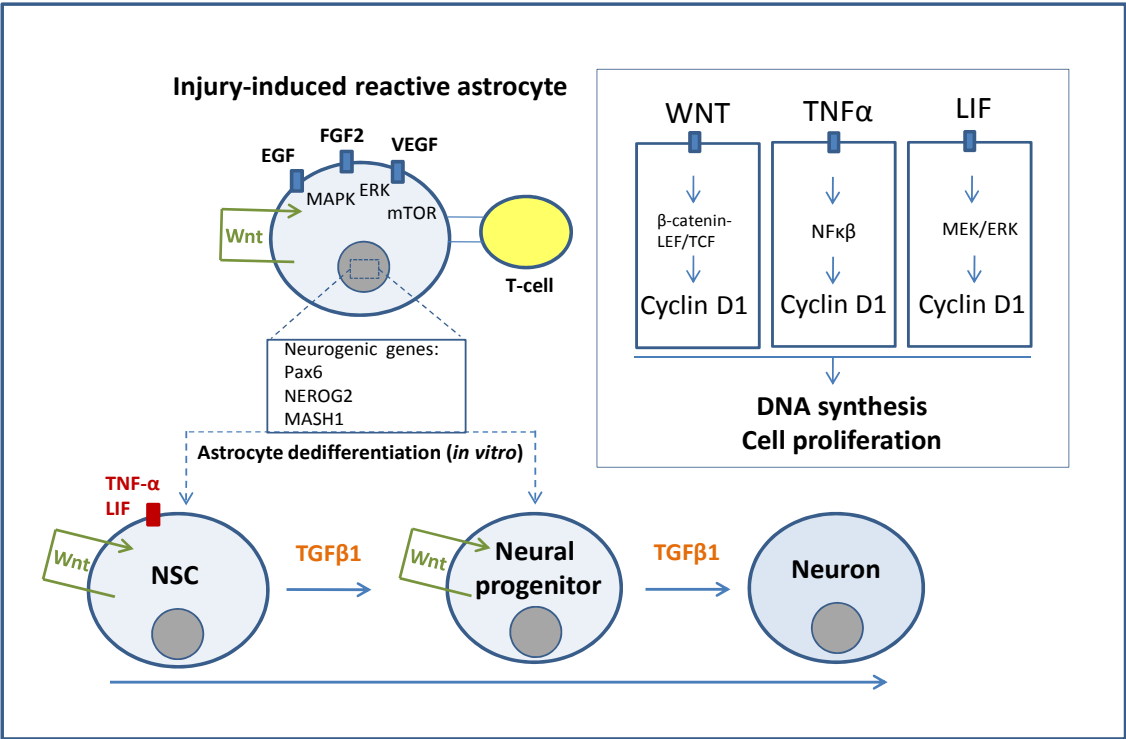 Injury-induced reactive astrocyte
FGF2
EGF
VEGF
MAPK
ERK
mTOR
Wnt
T-cell
Neurogenic genes:
Pax6
NEROG2
MASH1
Astrocyte dedifferentiation (in vitro)
WNT
TNFα
LIF
β-catenin-
LEF/TCF
NFκβ
MEK/ERK
Cyclin D1
Cyclin D1
Cyclin D1
DNA synthesis
Cell proliferation
TNF-α
LIF
Wnt
NSC
TGFβ1
Wnt
Neural
progenitor
TGFβ1
Neuron